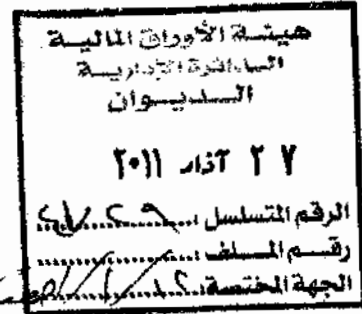 هيئة الأوراق المالية
الدائرة الإدارية
الديوان
٢٧ آذار ٢٠١١
الرقم المتسلسل
رقم الملف
الجهة المختصة